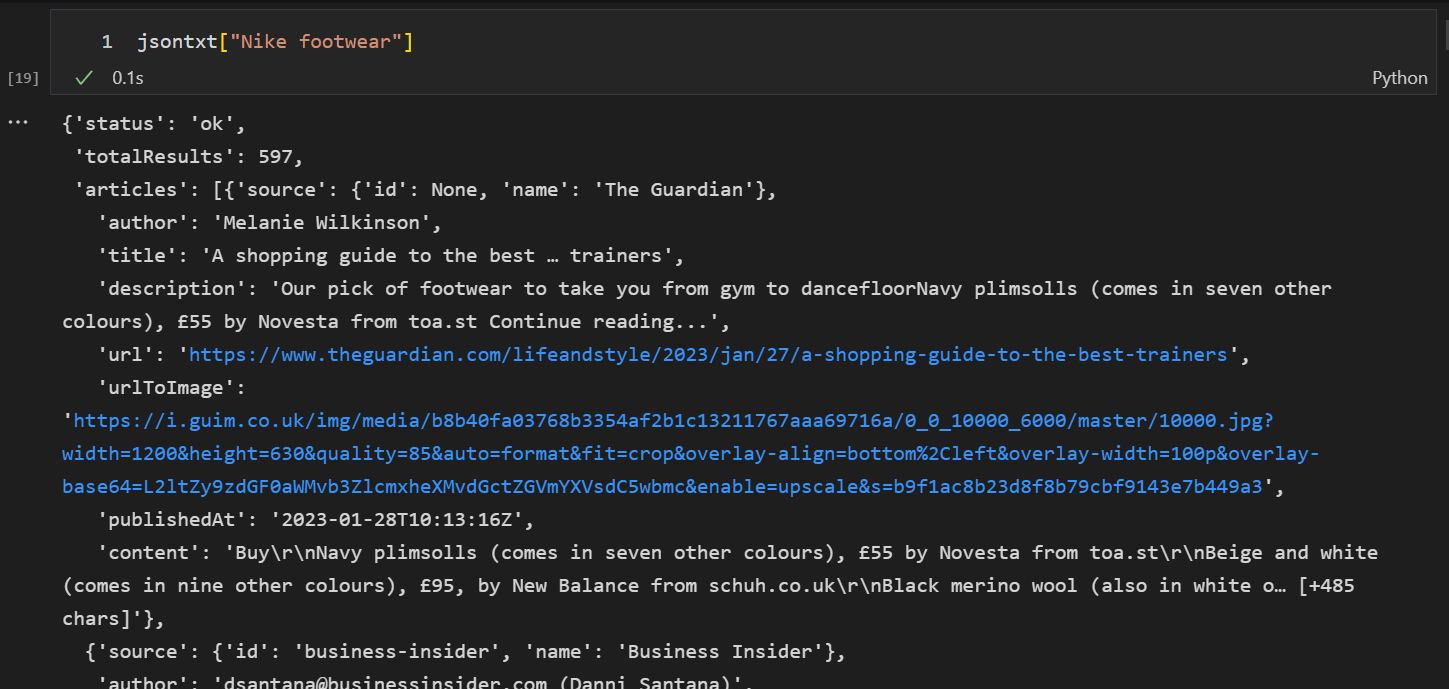 1 jsontxt["Nike footwear"]
[19] 0.1s Python
... {'status': 'ok',
'totalResults': 597,
'articles': [{'source': {'id': None, 'name': 'The Guardian'},
'author': 'Melanie Wilkinson',
'title': 'A shopping guide to the best … trainers',
'description': 'Our pick of footwear to take you from gym to dancefloorNavy plimsolls (comes in seven other
colours), £55 by Novesta from toa.st Continue reading...',
'url': 'https://www.theguardian.com/lifeandstyle/2023/jan/27/a-shopping-guide-to-the-best-trainers',
'urlToImage':
'https://i.guim.co.uk/img/media/b8b40fa03768b3354af2b1c13211767aaa69716a/0_0_10000_6000/master/10000.jpg?
width=1200&height=630&quality=85&auto=format&fit=crop&overlay-align=bottom%2Cleft&overlay-width=100p&overlay-
base64=L2ltZy9zdGF0aWMvb3ZlcmxheXMvdGctZGVmYXVsdC5wbmc&enable=upscale&s=b9f1ac8b23d8f8b79cbf9143e7b449a3',
'publishedAt': '2023-01-28T10:13:16Z',
'content': 'Buy\r\nNavy plimsolls (comes in seven other colours), £55 by Novesta from toa.st\r\nBeige and white
(comes in nine other colours), £95, by New Balance from schuh.co.uk\r\nBlack merino wool (also in white o… [+485
chars]'},
{'source': {'id': 'business-insider', 'name': 'Business Insider'},
'author': 'dsantana@businessinsider.com (Danni Santana)',